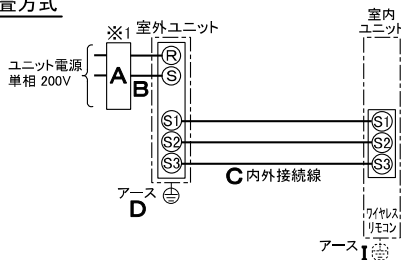 置方式
※1
室外ユニット
室内
ユニット
ユニット電源
単相 200V
A
B
R
S
S1
S2
S3
S1
S2
S3
C 内外接続線
アース
D
ワイヤレス
リモコン
アース I